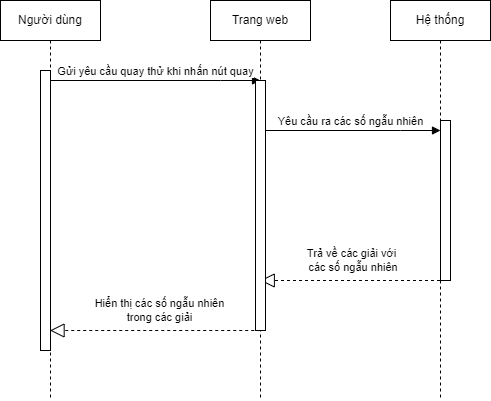 Người dùng
Trang web
Hệ thống
Gửi yêu cầu quay thử khi nhấn nút quay
Yêu cầu ra các số ngẫu nhiên
Trả về các giải với
các số ngẫu nhiên
Hiển thị các số ngẫu nhiên
trong các giải